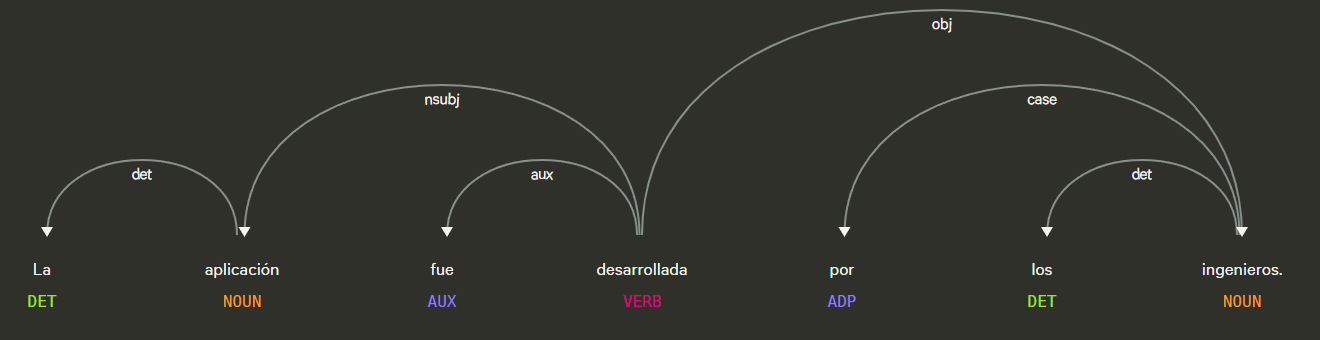 obj
nsubj case
det aux det
La aplicación fue desarrollada por los ingenieros.
DET NOUN AUX VERB ADP DET NOUN